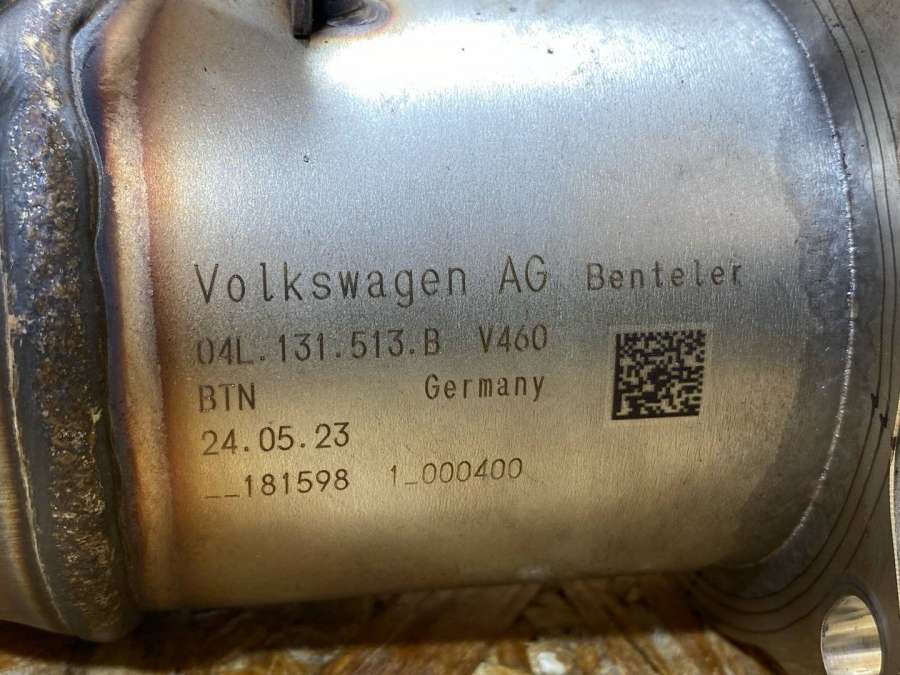 Volkswagen AG Benteler
04L.131.513.B V460
BTN Germany
24.05.23
__181598 1_000400